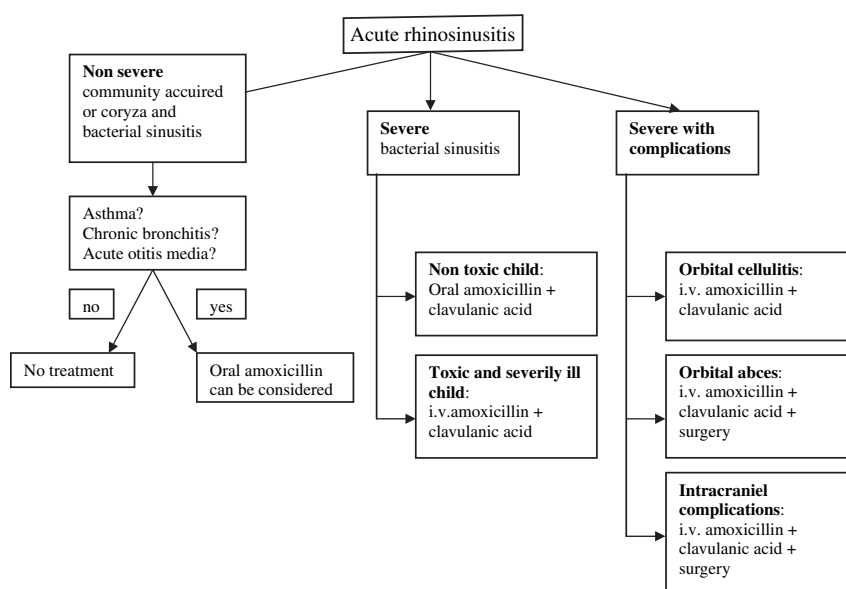 Acute rhinosinusitis
Non severe
community accuired
or coryza and
bacterial sinusitis
Asthma?
Chronic bronchitis?
Acute otitis media?
no
yes
No treatment
Oral amoxicillin
can be considered
Severe
bacterial sinusitis
Non toxic child:
Oral amoxicillin +
clavulanic acid
Toxic and severily ill
child:
i.v.amoxicillin +
clavulanic acid
Severe with
complications
Orbital cellulitis:
i.v. amoxicillin +
clavulanic acid
Orbital abces:
i.v. amoxicillin +
clavulanic acid +
surgery
Intracraniel
complications:
i.v. amoxicillin +
clavulanic acid +
surgery